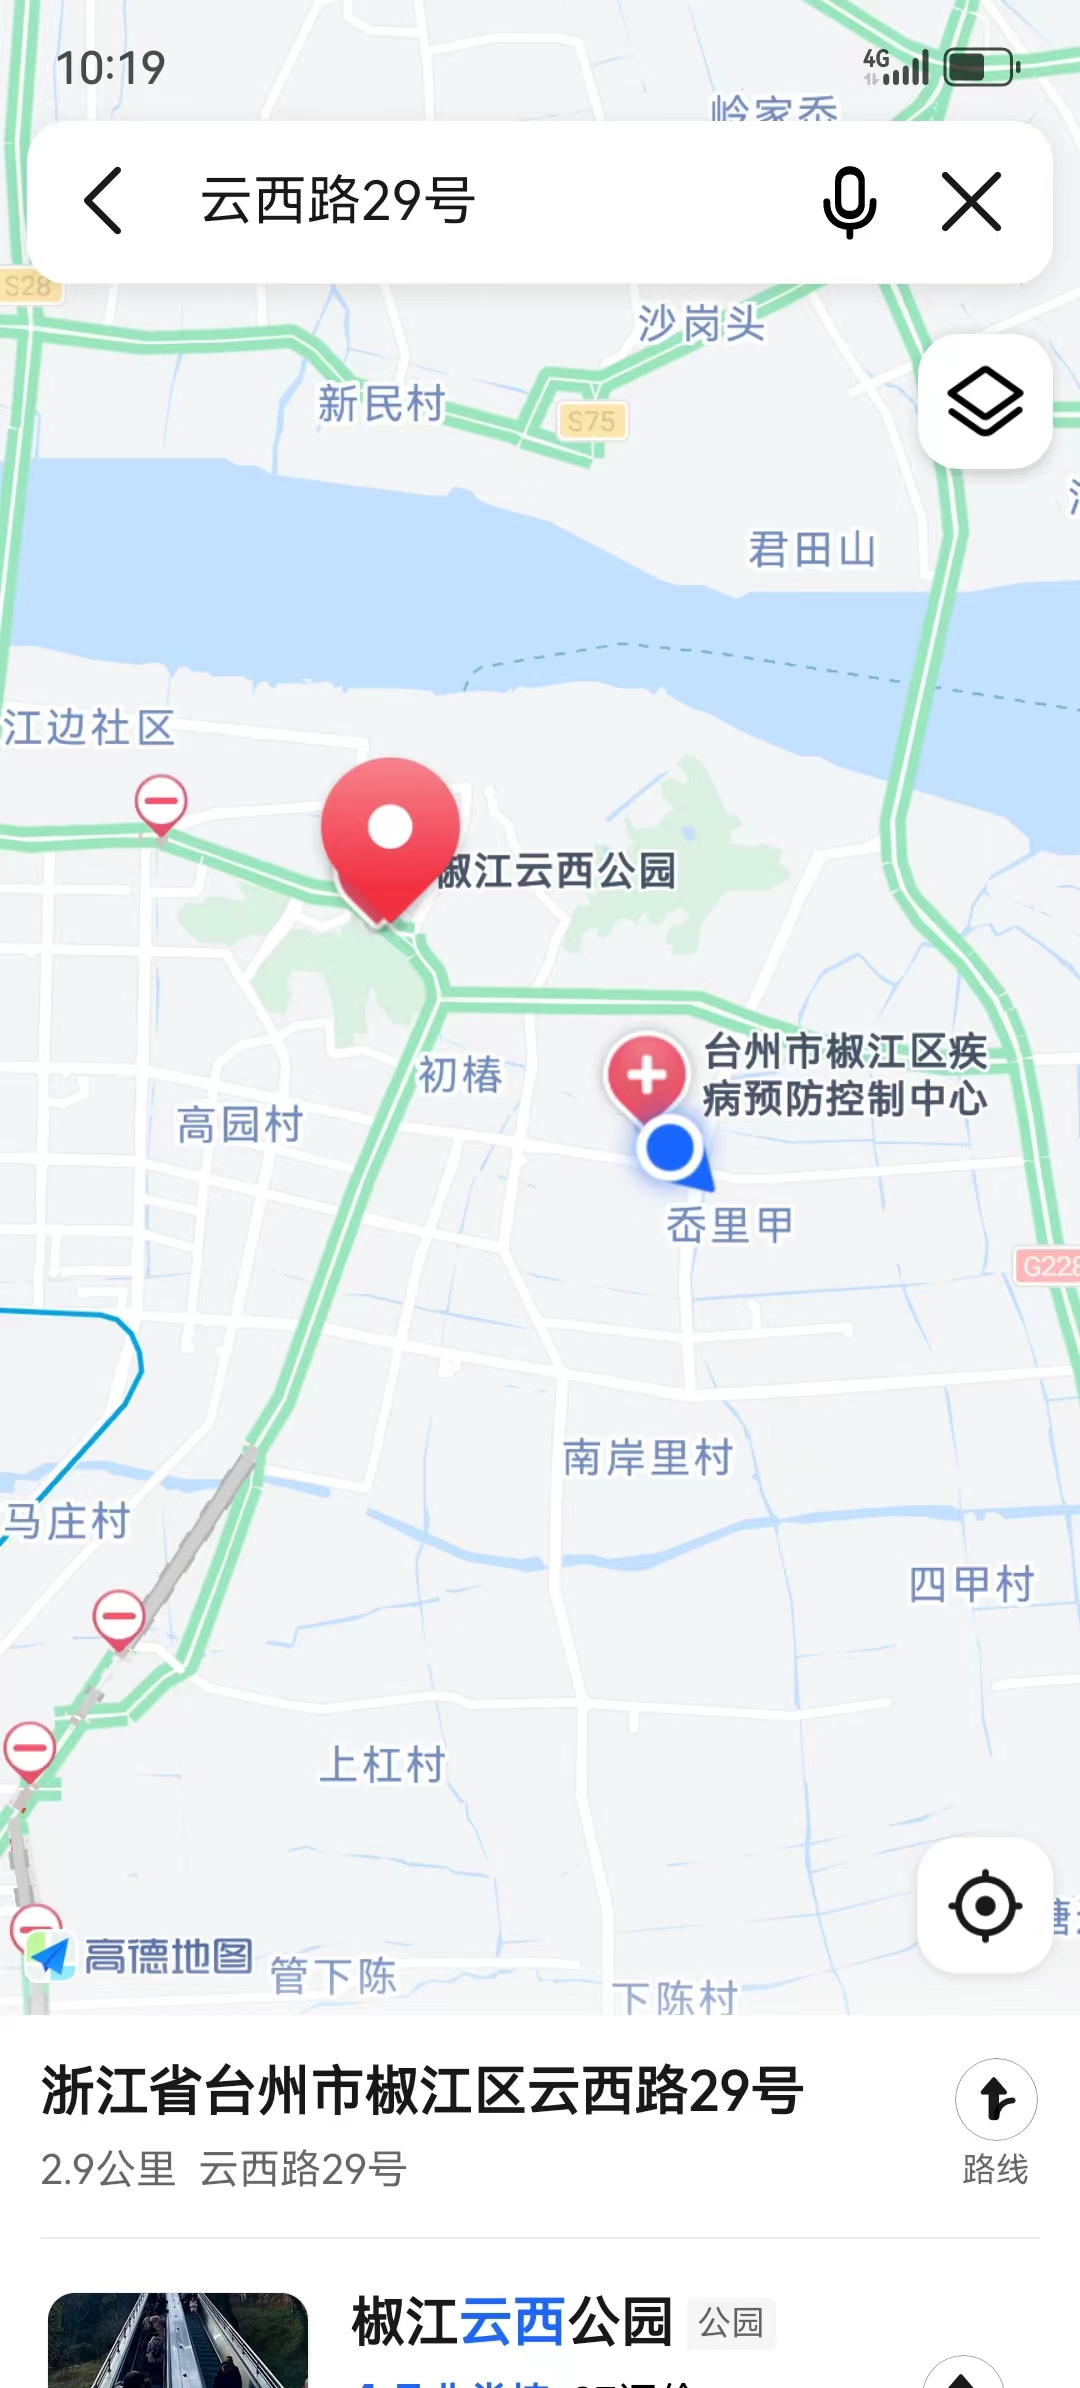 10:19
4G
岭家岙
云西路29号
S28
沙岗头
新民村
S75
君田山
江边社区
椒江云西公园
台州市椒江区疾
病预防控制中心
初椿
高园村
岙里甲
G228
南岸里村
马庄村
四甲村
上杠村
高德地图
管下陈
下陈村
浙江省台州市椒江区云西路29号
2.9公里 云西路29号
路线
椒江云西公园 公园